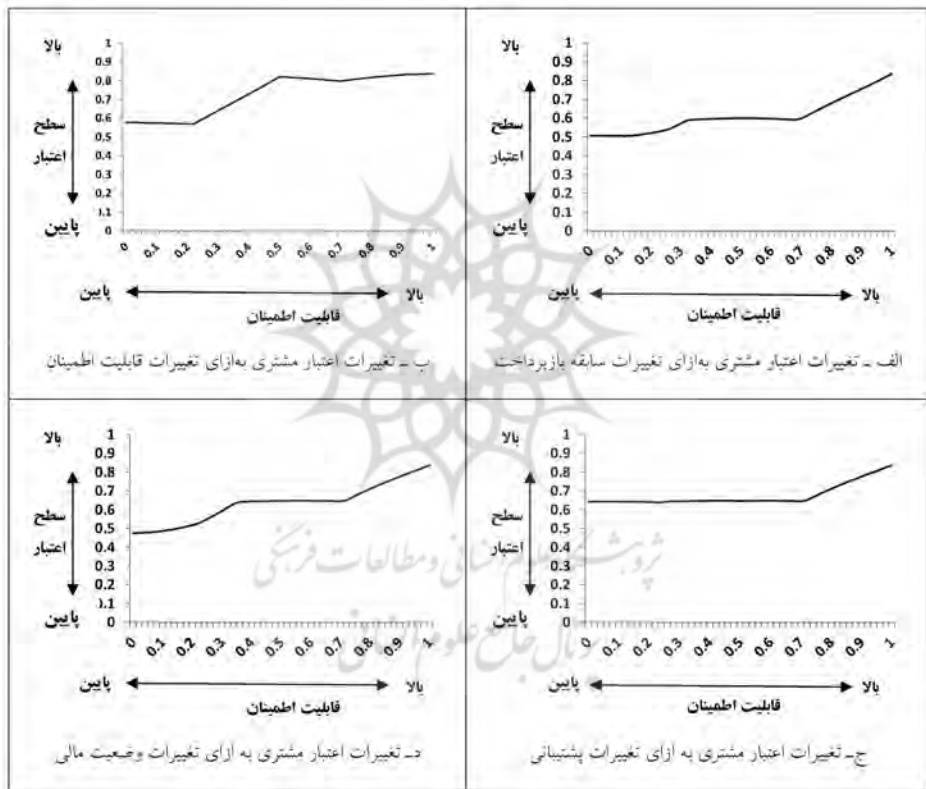 بالا
سطح
اعتبار
پایین
1
0.9
0.8
0.7
0.6
0.5
0.4
0.3
0.2
0.1
0
0 0.1 0.2 0.3 0.4 0.5 0.6 0.7 0.8 0.9 1
بالا پایین
قابلیت اطمینان
الف ـ تغییرات اعتبار مشتری به‌ازای تغییرات سابقه بازپرداخت
بالا
سطح
اعتبار
پایین
1
0.9
0.8
0.7
0.6
0.5
0.4
0.3
0.2
0.1
0
0 0.1 0.2 0.3 0.4 0.5 0.6 0.7 0.8 0.9 1
بالا پایین
قابلیت اطمینان
ب ـ تغییرات اعتبار مشتری به‌ازای تغییرات قابلیت اطمینان
بالا
سطح
اعتبار
پایین
1
0.9
0.8
0.7
0.6
0.5
0.4
0.3
0.2
0.1
0
0 0.1 0.2 0.3 0.4 0.5 0.6 0.7 0.8 0.9 1
بالا پایین
قابلیت اطمینان
ج‌ـ تغییرات اعتبار مشتری به ازای تغییرات پشتیبانی
بالا
سطح
اعتبار
پایین
1
0.9
0.8
0.7
0.6
0.5
0.4
0.3
0.2
0.1
0
0 0.1 0.2 0.3 0.4 0.5 0.6 0.7 0.8 0.9 1
بالا پایین
قابلیت اطمینان
د‌ـ تغییرات اعتبار مشتری به ازای تغییرات وضعیت مالی
پژوهشگاه علوم انسانی و مطالعات فرهنگی
پرتال جامع علوم انسانی